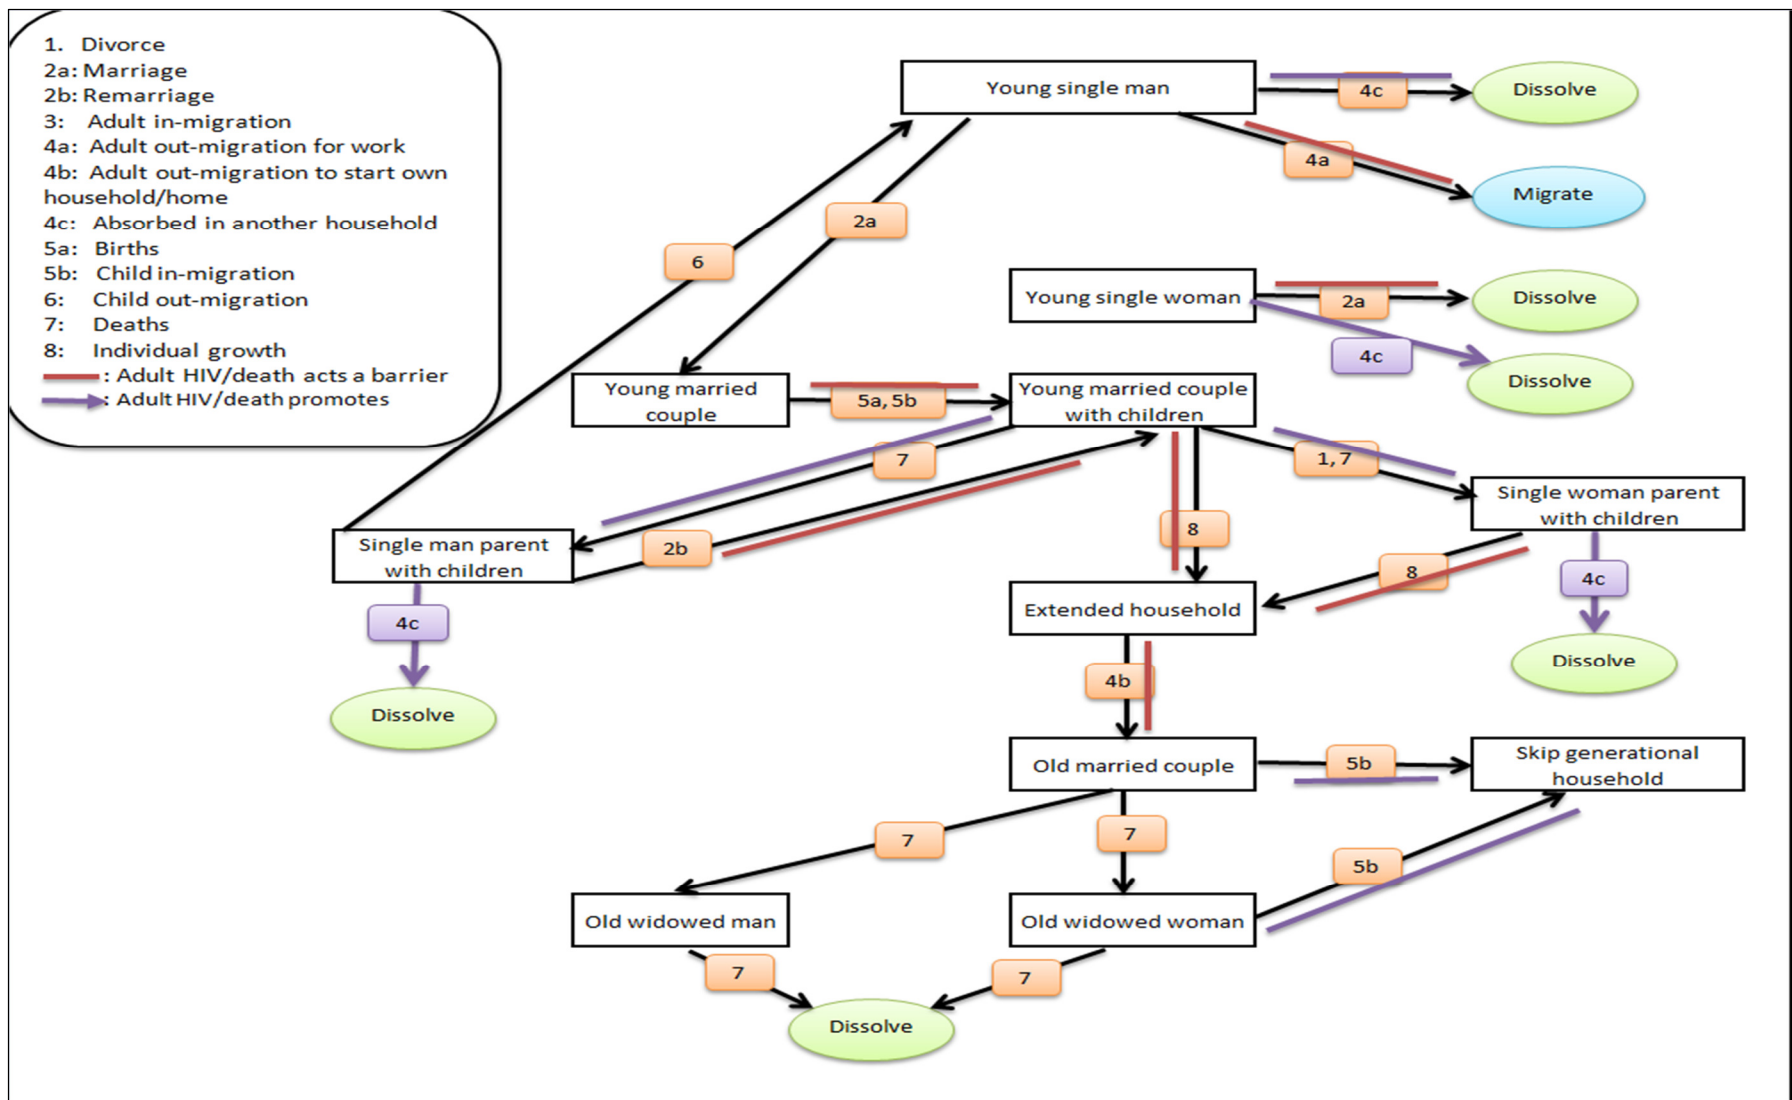 1. Divorce
2a: Marriage
2b: Remarriage
3: Adult in-migration
4a: Adult out-migration for work
4b: Adult out-migration to start own
household/home
4c: Absorbed in another household
5a: Births
5b: Child in-migration
6: Child out-migration
7: Deaths
8: Individual growth
: Adult HIV/death acts a barrier
: Adult HIV/death promotes
Young single man
4c
Dissolve
4a
Migrate
2a
6
Young single woman
2a
Dissolve
4c
Dissolve
Young married
couple
5a, 5b
Young married couple
with children
7
1, 7
Single woman parent
with children
Single man parent
with children
2b
8
8
4c
Dissolve
4c
Dissolve
Extended household
4b
Old married couple
5b
Skip generational
household
7
7
5b
Old widowed man
Old widowed woman
7
7
Dissolve